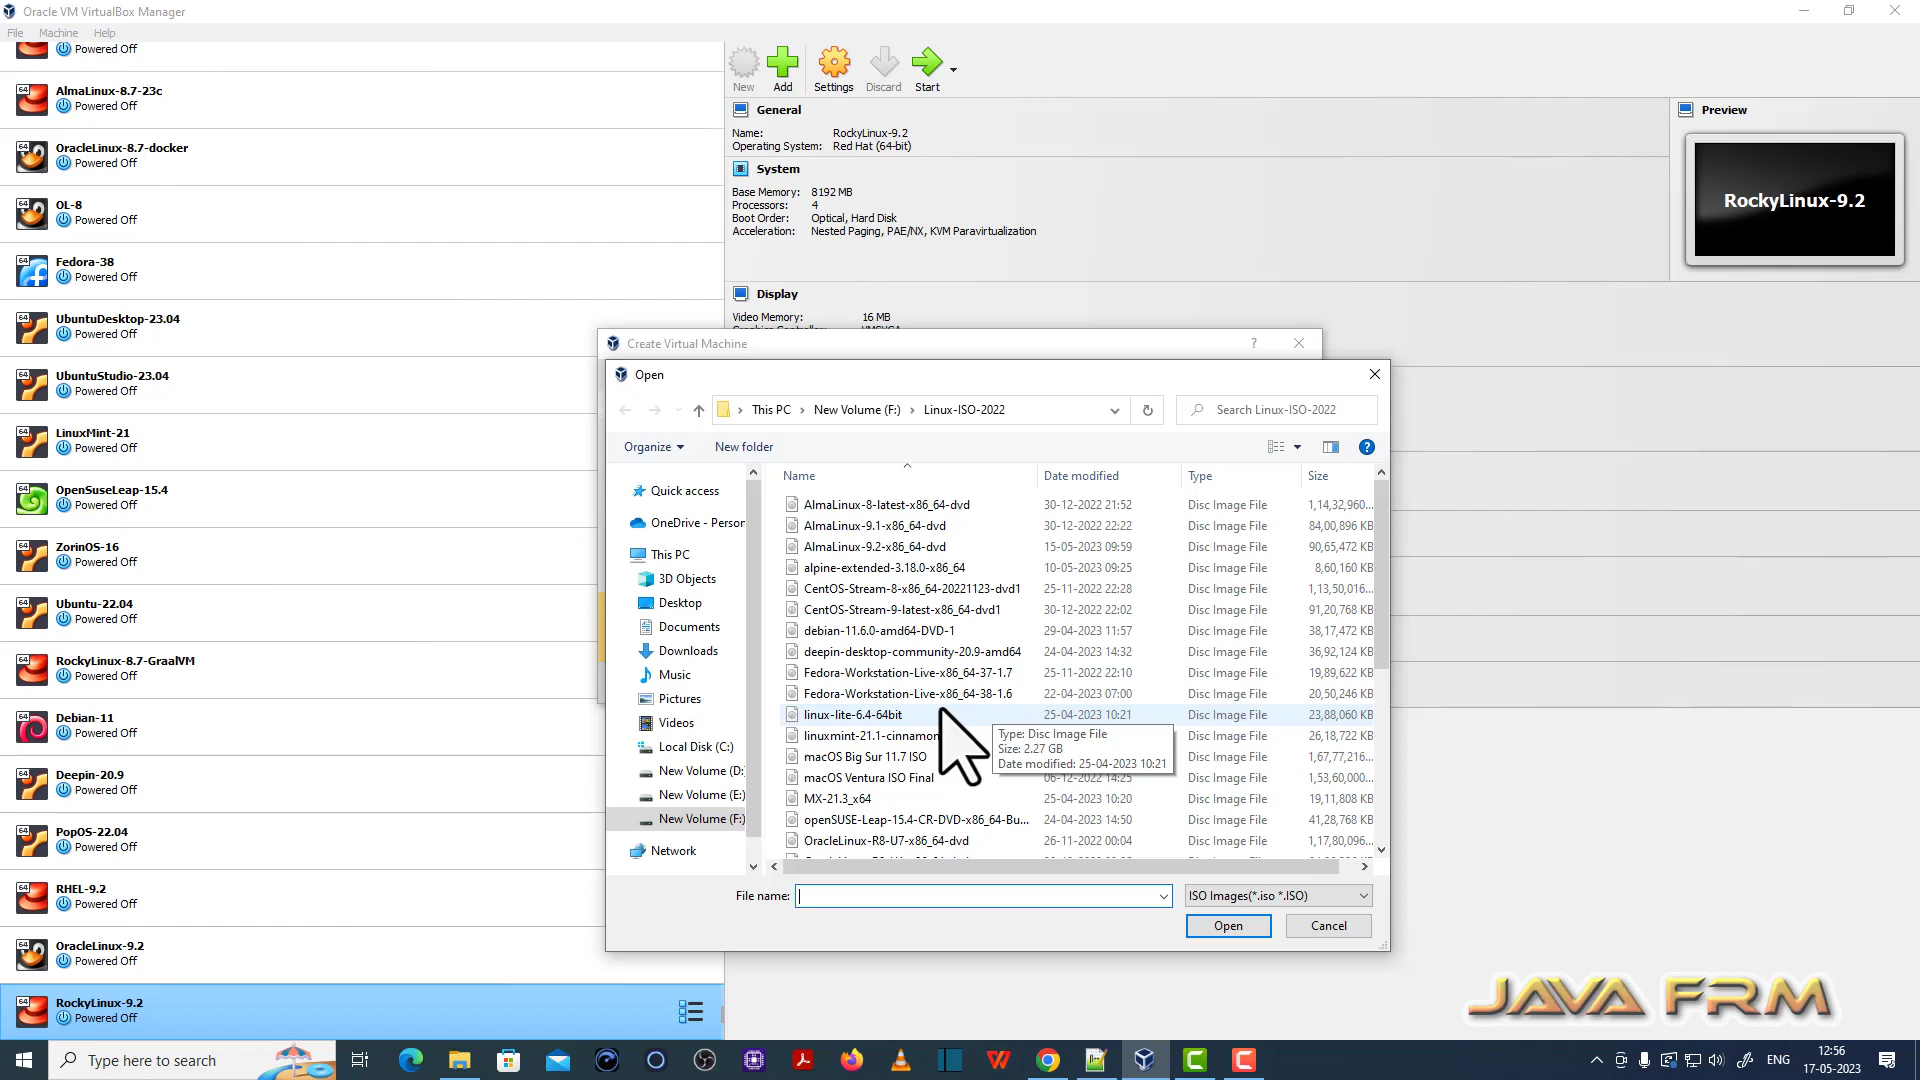 Oracle VM VirtualBox Manager
File Machine Help
Powered Off
64 AlmaLinux-8.7-23c
Powered Off
64 OracleLinux-8.7-docker
Powered Off
64 OL-8
Powered Off
64 Fedora-38
Powered Off
64 UbuntuDesktop-23.04
Powered Off
64 UbuntuStudio-23.04
Powered Off
64 LinuxMint-21
Powered Off
64 OpenSuseLeap-15.4
Powered Off
64 ZorinOS-16
Powered Off
64 Ubuntu-22.04
Powered Off
64 RockyLinux-8.7-GraalVM
Powered Off
64 Debian-11
Powered Off
64 Deepin-20.9
Powered Off
64 PopOS-22.04
Powered Off
64 RHEL-9.2
Powered Off
64 OracleLinux-9.2
Powered Off
64 RockyLinux-9.2
Powered Off
New Add Settings Discard Start
General
Name: RockyLinux-9.2
Operating System: Red Hat (64-bit)
System
Base Memory: 8192 MB
Processors: 4
Boot Order: Optical, Hard Disk
Acceleration: Nested Paging, PAE/NX, KVM Paravirtualization
Display
Video Memory: 16 MB
Preview
RockyLinux-9.2
Create Virtual Machine
Open
This PC > New Volume (F:) > Linux-ISO-2022
Search Linux-ISO-2022
Organize New folder
Quick access
OneDrive - Person
This PC
3D Objects
Desktop
Documents
Downloads
Music
Pictures
Videos
Local Disk (C:)
New Volume (D:
New Volume (E:)
New Volume (F:)
Network
Name Date modified Type Size
AlmaLinux-8-latest-x86_64-dvd 30-12-2022 21:52 Disc Image File 1,14,32,960...
AlmaLinux-9.1-x86_64-dvd 30-12-2022 22:22 Disc Image File 84,00,896 KB
AlmaLinux-9.2-x86_64-dvd 15-05-2023 09:59 Disc Image File 90,65,472 KB
alpine-extended-3.18.0-x86_64 10-05-2023 09:25 Disc Image File 8,60,160 KB
CentOS-Stream-8-x86_64-20221123-dvd1 25-11-2022 22:28 Disc Image File 1,13,50,016...
CentOS-Stream-9-latest-x86_64-dvd1 30-12-2022 22:02 Disc Image File 91,20,768 KB
debian-11.6.0-amd64-DVD-1 29-04-2023 11:57 Disc Image File 38,17,472 KB
deepin-desktop-community-20.9-amd64 24-04-2023 14:32 Disc Image File 36,92,124 KB
Fedora-Workstation-Live-x86_64-37-1.7 25-11-2022 22:10 Disc Image File 19,89,622 KB
Fedora-Workstation-Live-x86_64-38-1.6 22-04-2023 07:00 Disc Image File 20,50,246 KB
linux-lite-6.4-64bit 25-04-2023 10:21 Disc Image File 23,88,060 KB
linuxmint-21.1-cinnamon Disc Image File 26,18,722 KB
macOS Big Sur 11.7 ISO Disc Image File 1,67,77,216...
macOS Ventura ISO Final 06-12-2022 14:25 Disc Image File 1,53,60,000...
MX-21.3_x64 25-04-2023 10:20 Disc Image File 19,11,808 KB
openSUSE-Leap-15.4-CR-DVD-x86_64-Bu... 24-04-2023 14:50 Disc Image File 41,28,768 KB
OracleLinux-R8-U7-x86_64-dvd 26-11-2022 00:04 Disc Image File 1,17,80,096...
Type: Disc Image File
Size: 2.27 GB
Date modified: 25-04-2023 10:21
File name: ISO Images(*.iso *.ISO)
Open Cancel
JAVA FRM
Type here to search
ENG
12:56
17-05-2023